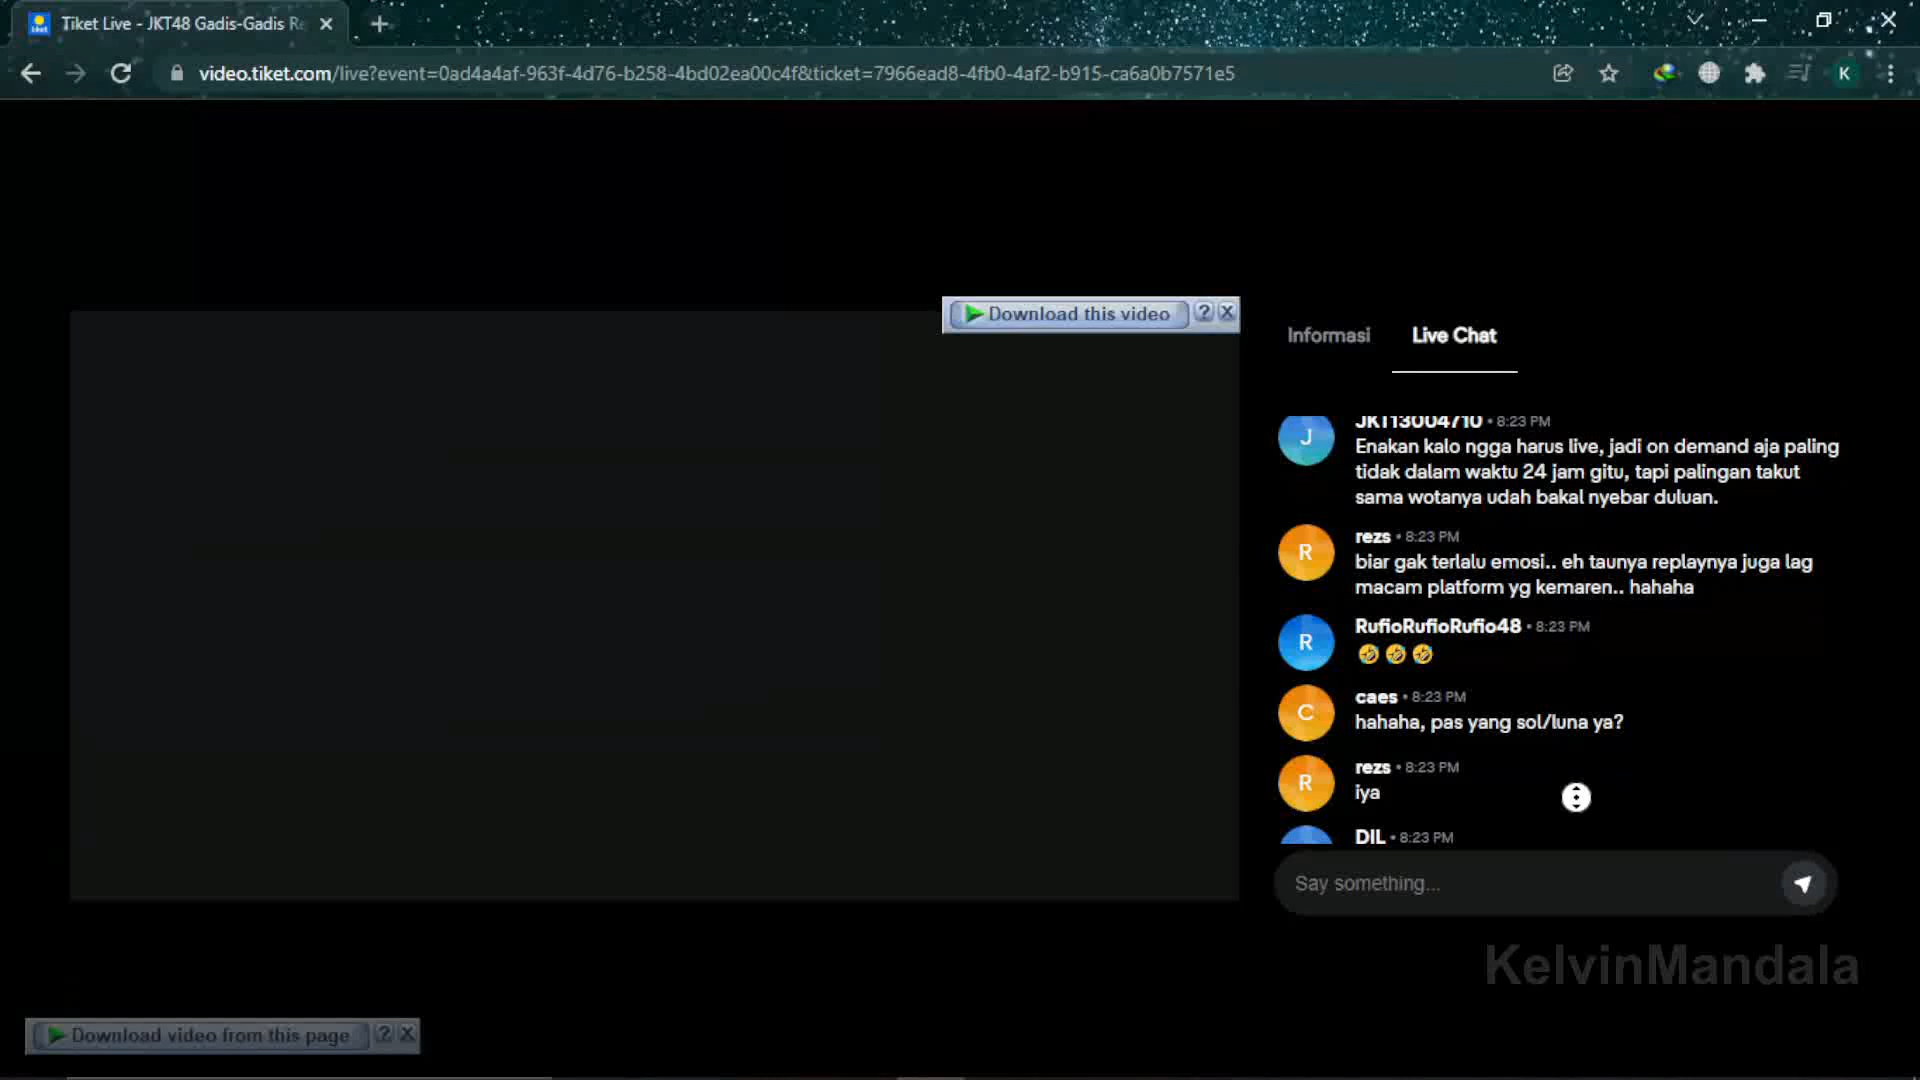 Tiket Live - JKT48 Gadis-Gadis Re
video.tiket.com/live?event=0ad4a4af-963f-4d76-b258-4bd02ea00c4f&ticket=7966ead8-4fb0-4af2-b915-ca6a0b7571e5
K
Download this video
Informasi
Live Chat
J
JKT13004710 • 8:23 PM
Enakan kalo ngga harus live, jadi on demand aja paling
tidak dalam waktu 24 jam gitu, tapi palingan takut
sama wotanya udah bakal nyebar duluan.
R
rezs • 8:23 PM
biar gak terlalu emosi.. eh taunya replaynya juga lag
macam platform yg kemaren.. hahaha
R
RufioRufioRufio48 • 8:23 PM
🤣🤣🤣
C
caes • 8:23 PM
hahaha, pas yang sol/luna ya?
R
rezs • 8:23 PM
iya
DIL • 8:23 PM
Say something...
KelvinMandala
Download video from this page